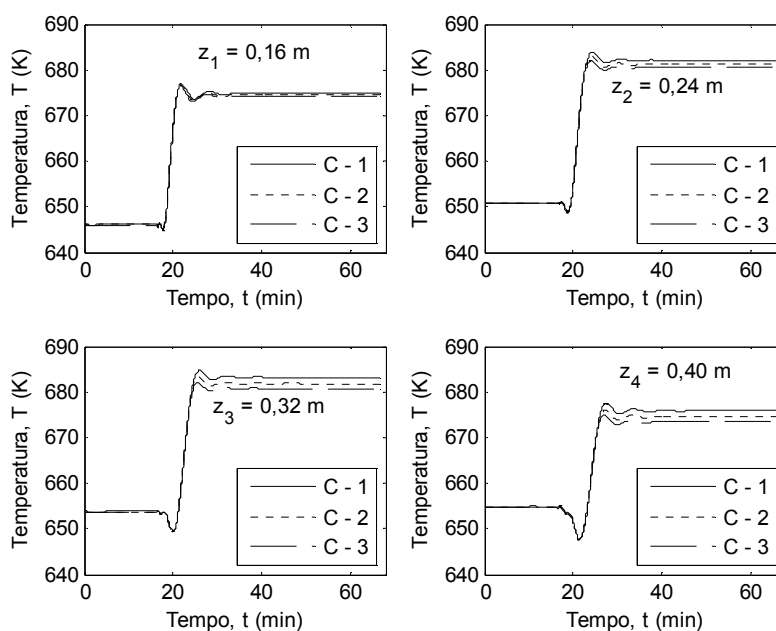 690
680
670
660
650
640
Temperatura, T (K)
z1 = 0,16 m
C - 1
C - 2
C - 3
0 20 40 60
Tempo, t (min)
690
680
670
660
650
640
Temperatura, T (K)
z2 = 0,24 m
C - 1
C - 2
C - 3
0 20 40 60
Tempo, t (min)
690
680
670
660
650
640
Temperatura, T (K)
z3 = 0,32 m
C - 1
C - 2
C - 3
0 20 40 60
Tempo, t (min)
690
680
670
660
650
640
Temperatura, T (K)
z4 = 0,40 m
C - 1
C - 2
C - 3
0 20 40 60
Tempo, t (min)